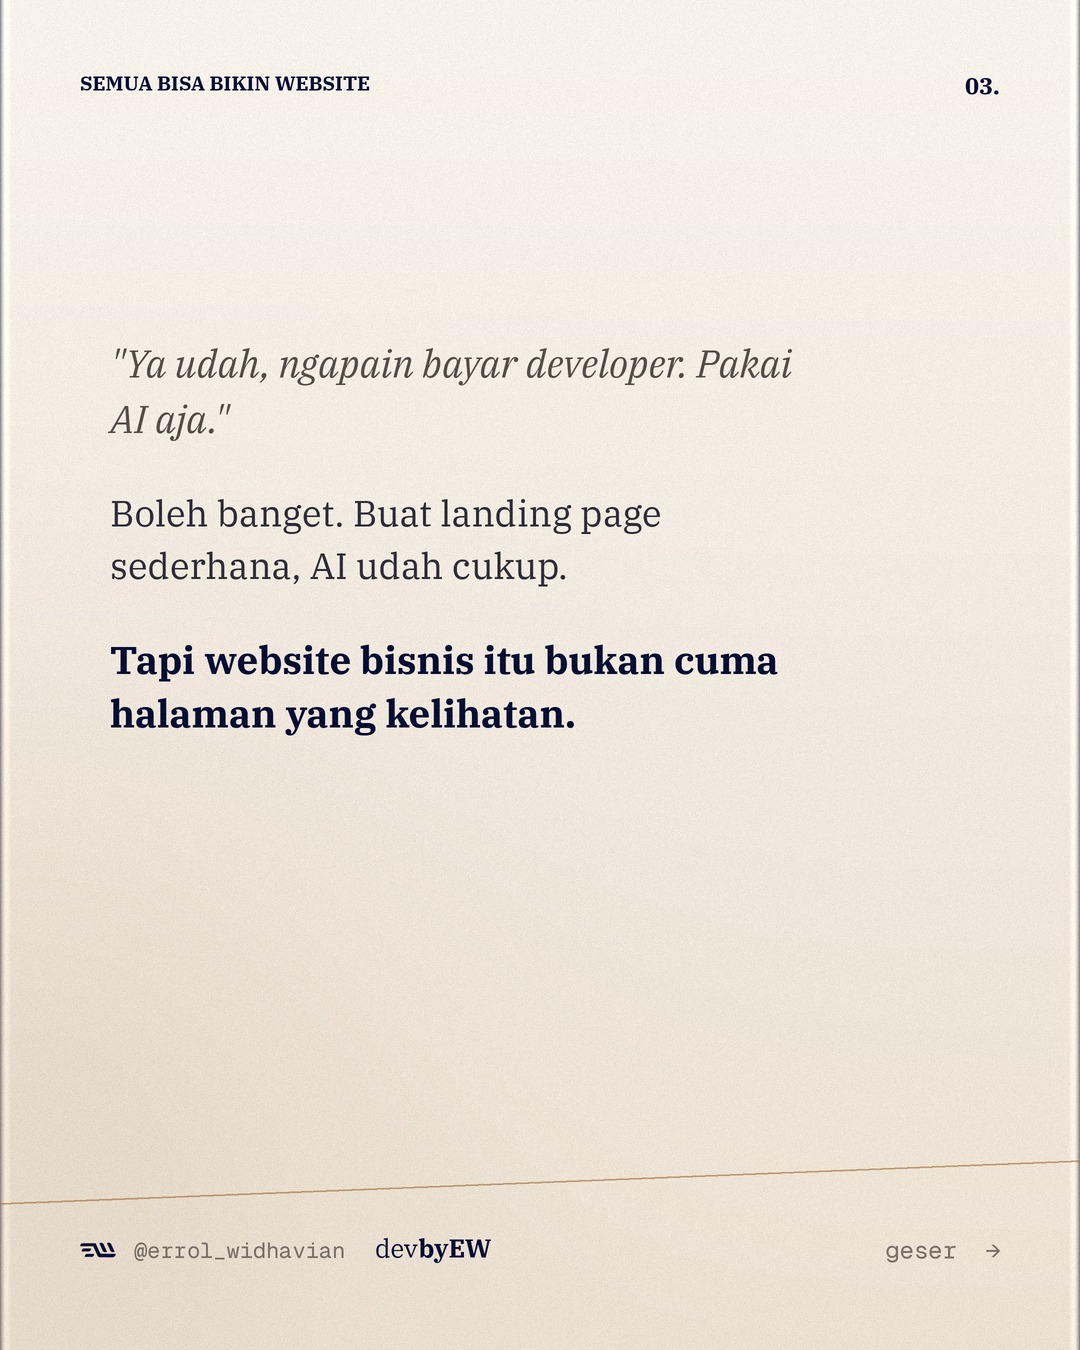 SEMUA BISA BIKIN WEBSITE
03.
"Ya udah, ngapain bayar developer. Pakai
AI aja."
Boleh banget. Buat landing page
sederhana, AI udah cukup.
Tapi website bisnis itu bukan cuma
halaman yang kelihatan.
@errol_widhavian devbyEW
geser →